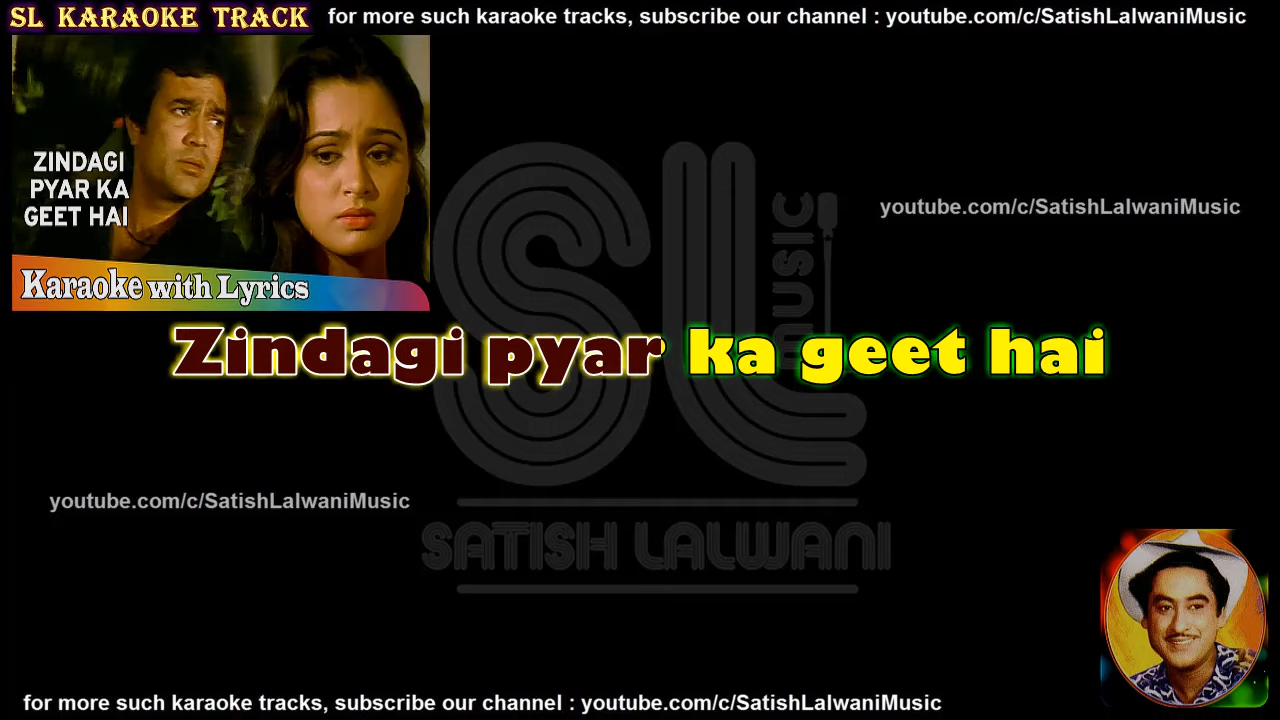 SL KARAOKE TRACK for more such karaoke tracks, subscribe our channel : youtube.com/c/SatishLalwaniMusic
ZINDAGI
PYAR KA
GEET HAI
Karaoke with Lyrics
youtube.com/c/SatishLalwaniMusic
SL MUSIC
Zindagi pyar ka geet hai
youtube.com/c/SatishLalwaniMusic
SATISH LALWANI
for more such karaoke tracks, subscribe our channel : youtube.com/c/SatishLalwaniMusic